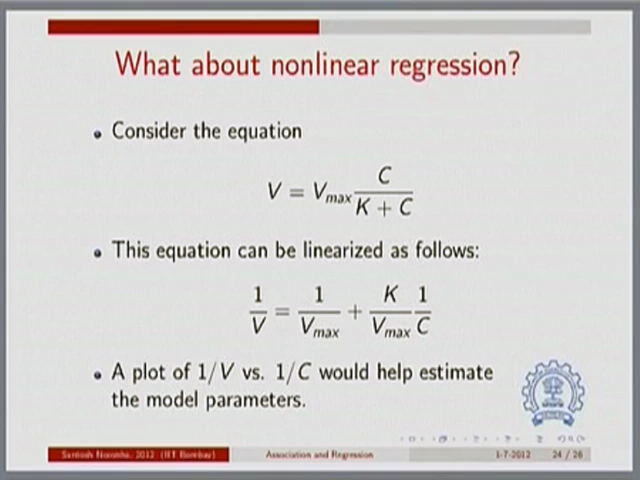 What about nonlinear regression?
Consider the equation
V = V_max C / (K + C)
This equation can be linearized as follows:
1/V = 1/V_max + K/V_max 1/C
A plot of 1/V vs. 1/C would help estimate
the model parameters.
Santosh Noronha, 2012 (IIT Bombay) Association and Regression 1-7-2012 24 / 26